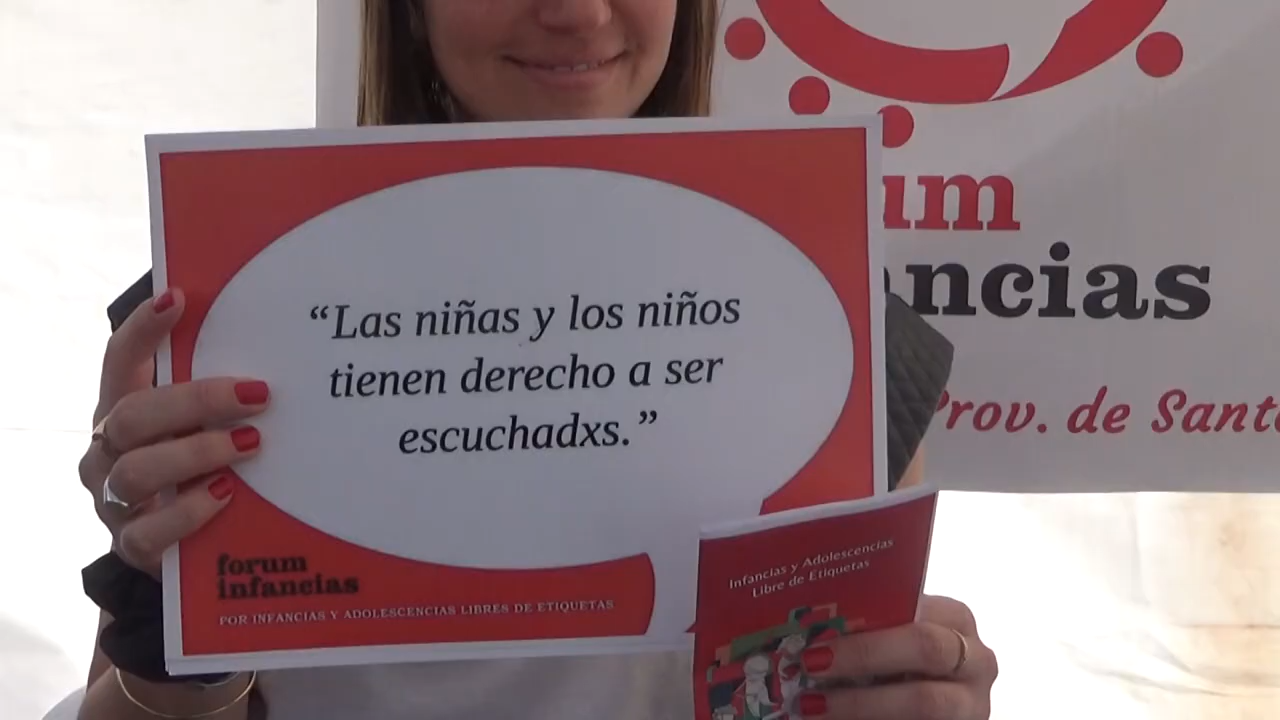 um
ncias
Prov. de Sant
“Las niñas y los niños
tienen derecho a ser
escuchadxs.”
forum
infancias
POR INFANCIAS Y ADOLESCENCIAS LIBRES DE ETIQUETAS
Infancias y Adolescencias
Libre de Etiquetas